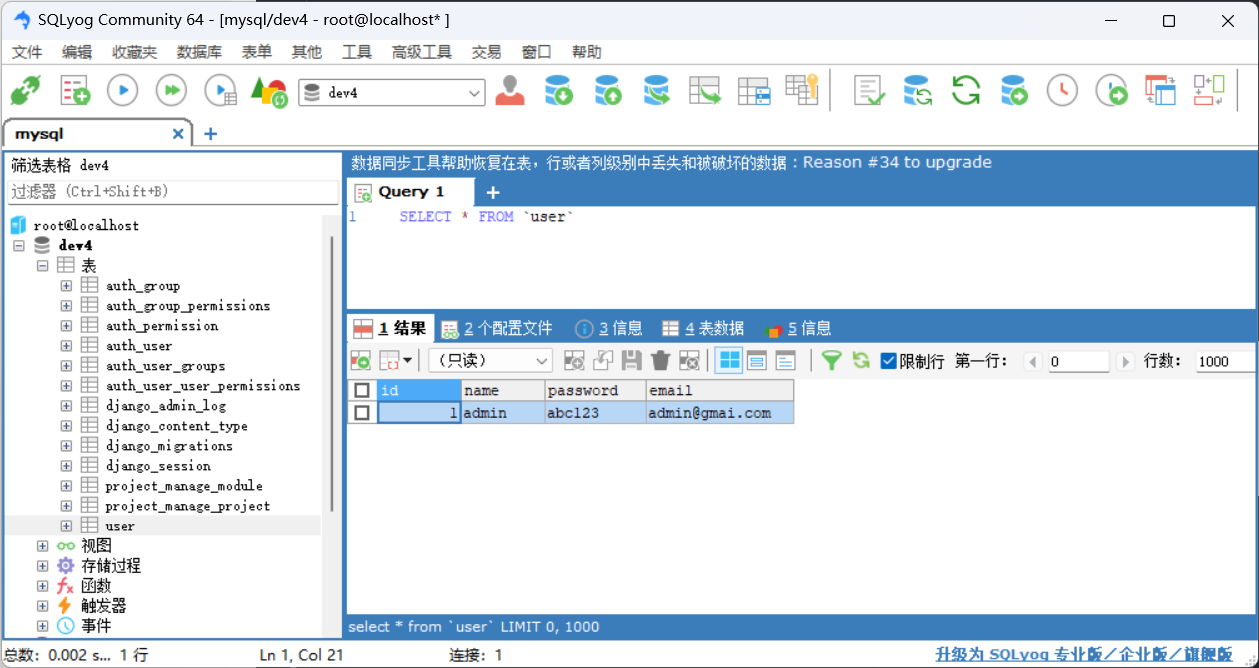 SQLyog Community 64 - [mysql/dev4 - root@localhost* ]
文件 编辑 收藏夹 数据库 表单 其他 工具 高级工具 交易 窗口 帮助
dev4
mysql
筛选表格 dev4
过滤器 (Ctrl+Shift+B)
root@localhost
dev4
表
auth_group
auth_group_permissions
auth_permission
auth_user
auth_user_groups
auth_user_user_permissions
django_admin_log
django_content_type
django_migrations
django_session
project_manage_module
project_manage_project
user
视图
存储过程
函数
触发器
事件
数据同步工具帮助恢复在表，行或者列级别中丢失和被破坏的数据：Reason #34 to upgrade
Query 1
1 SELECT * FROM `user`
1 结果 2 个配置文件 3 信息 4 表数据 5 信息
（只读） 限制行 第一行： 0 行数： 1000
id name password email
1 admin abc123 admin@gmai.com
select * from `user` LIMIT 0, 1000
总数: 0.002 s... 1 行 Ln 1, Col 21 连接: 1 升级为 SQLyog 专业版/企业版/旗舰版